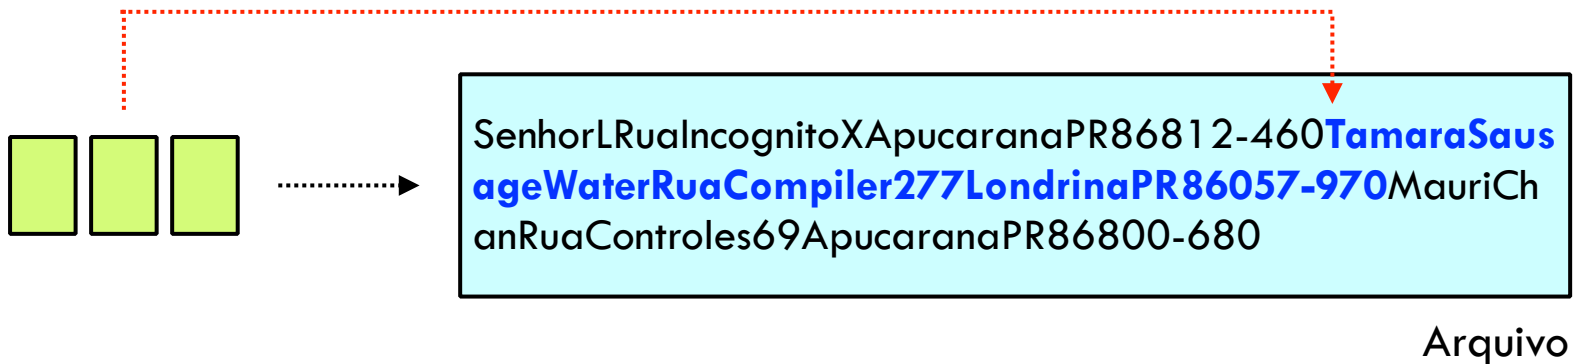 SenhorLRuaIncognitoXApucaranaPR86812-460TamaraSaus
ageWaterRuaCompiler277LondrinaPR86057-970MauriCh
anRuaControles69ApucaranaPR86800-680
Arquivo